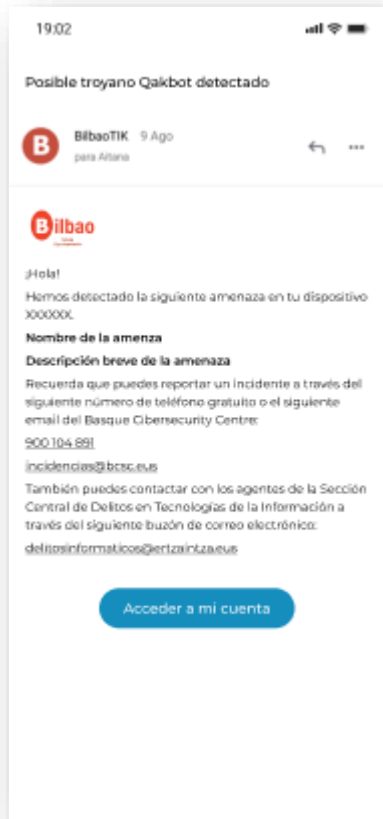 19:02
Posible troyano Qakbot detectado
B
BilbaoTIK 9 Ago
para Aitana
Bilbao
¡Hola!
Hemos detectado la siguiente amenaza en tu dispositivo
XXXXXX.
Nombre de la amenza
Descripción breve de la amenaza
Recuerda que puedes reportar un incidente a través del
siguiente número de teléfono gratuito o el siguiente
email del Basque Cibersecurity Centre:
900 104 891
incidencias@bcsc.eus
También puedes contactar con los agentes de la Sección
Central de Delitos en Tecnologías de la Información a
través del siguiente buzón de correo electrónico:
delitosinformaticos@ertzaintza.eus
Acceder a mi cuenta